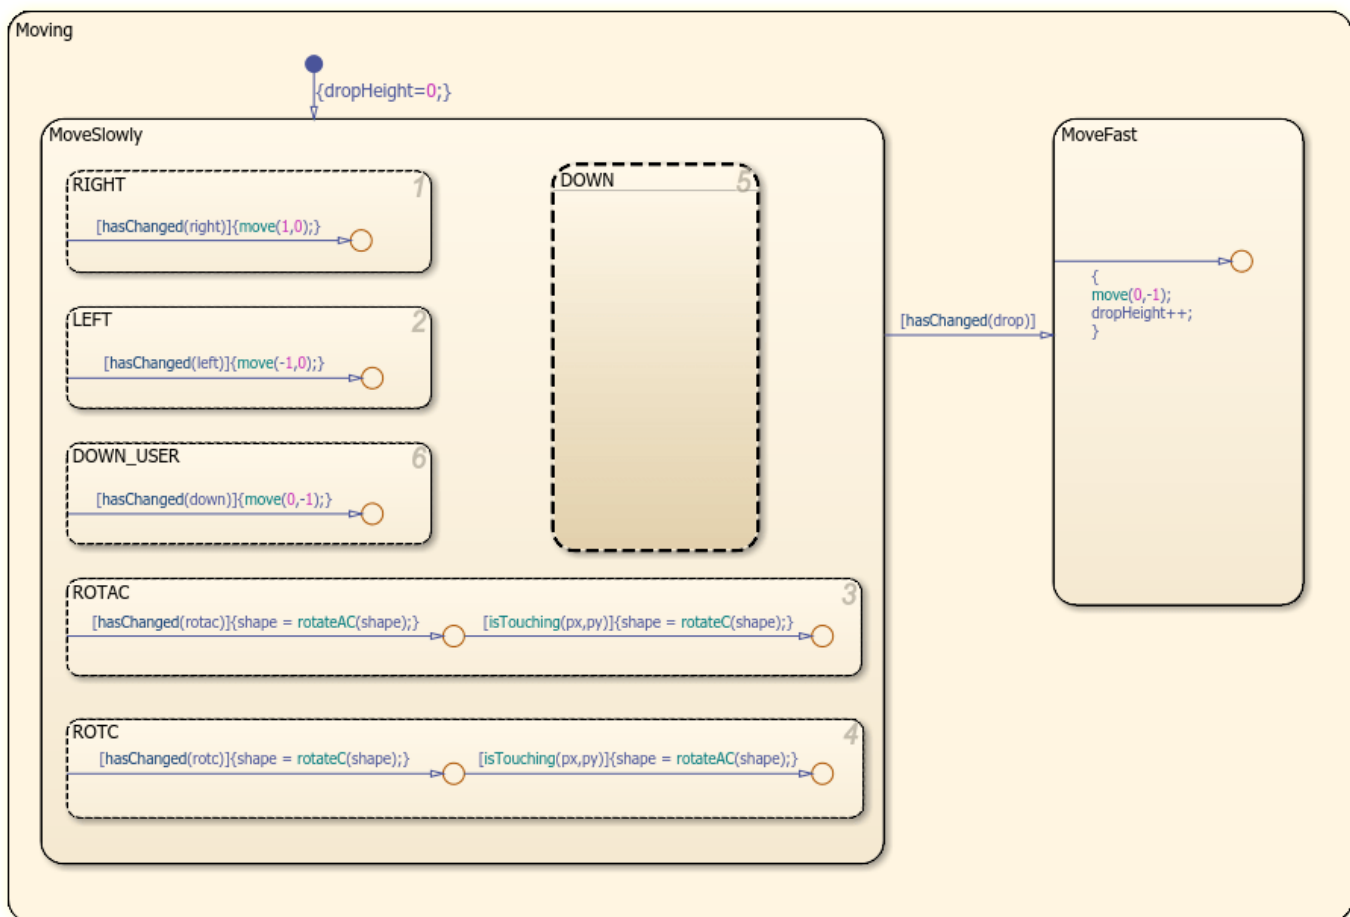 Moving
{dropHeight=0;}
MoveSlowly
RIGHT
1
[hasChanged(right)]{move(1,0);}
LEFT
2
[hasChanged(left)]{move(-1,0);}
DOWN_USER
6
[hasChanged(down)]{move(0,-1);}
DOWN
5
ROTAC
3
[hasChanged(rotac)]{shape = rotateAC(shape);}
[isTouching(px,py)]{shape = rotateC(shape);}
ROTC
4
[hasChanged(rotc)]{shape = rotateC(shape);}
[isTouching(px,py)]{shape = rotateAC(shape);}
[hasChanged(drop)]
MoveFast
{
move(0,-1);
dropHeight++;
}